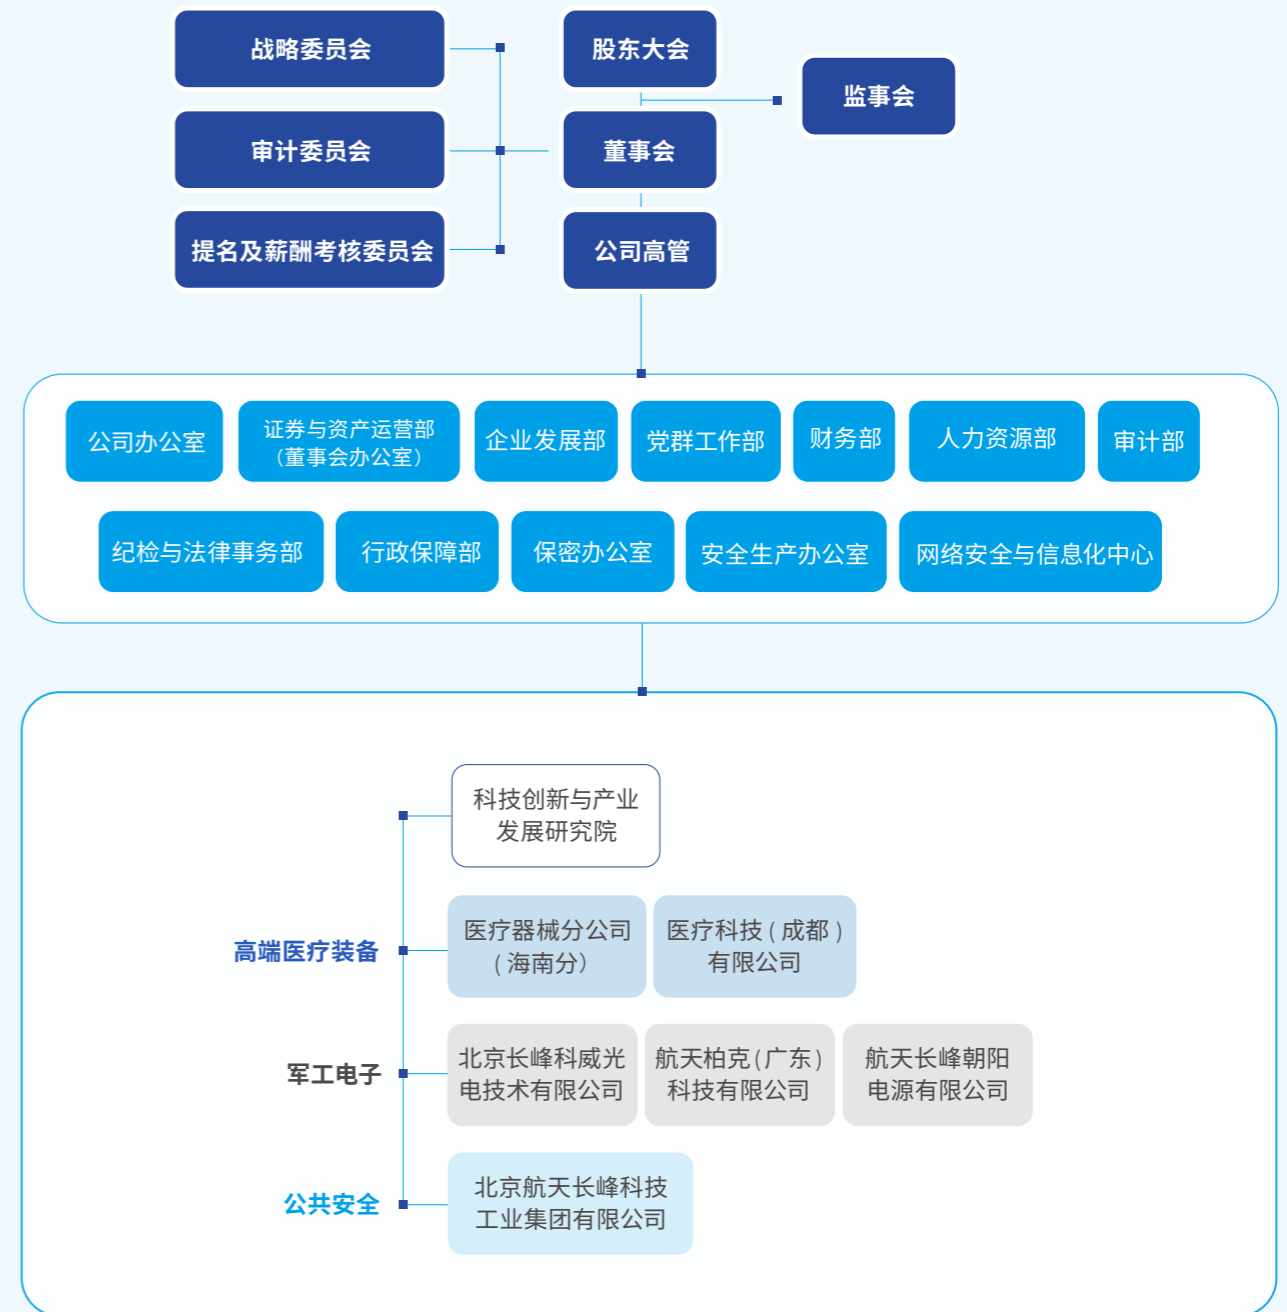 战略委员会
股东大会
监事会
审计委员会
董事会
提名及薪酬考核委员会
公司高管
公司办公室
证券与资产运营部
（董事会办公室）
企业发展部
党群工作部
财务部
人力资源部
审计部
纪检与法律事务部
行政保障部
保密办公室
安全生产办公室
网络安全与信息化中心
科技创新与产业
发展研究院
高端医疗装备
医疗器械分公司
( 海南分）
医疗科技 ( 成都 )
有限公司
军工电子
北京长峰科威光
电技术有限公司
航天柏克(广东)
科技有限公司
航天长峰朝阳
电源有限公司
公共安全
北京航天长峰科技
工业集团有限公司